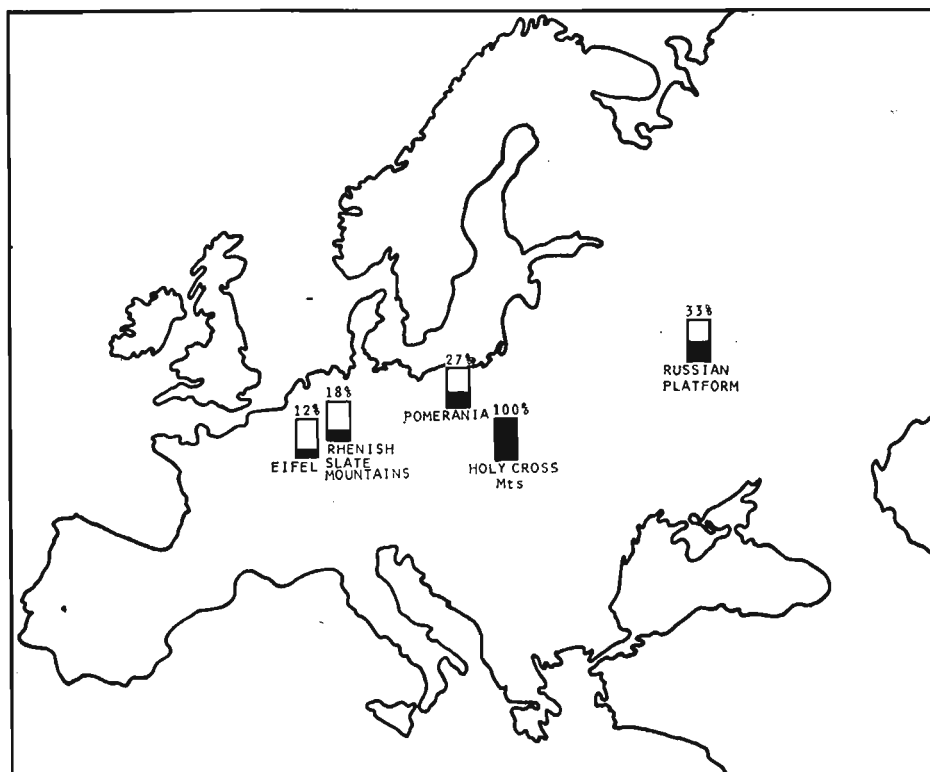 33%
RUSSIAN
PLATFORM
27%
POMERANIA
100%
HOLY CROSS
Mts
18%
RHENISH
SLATE
MOUNTAINS
12%
EIFEL